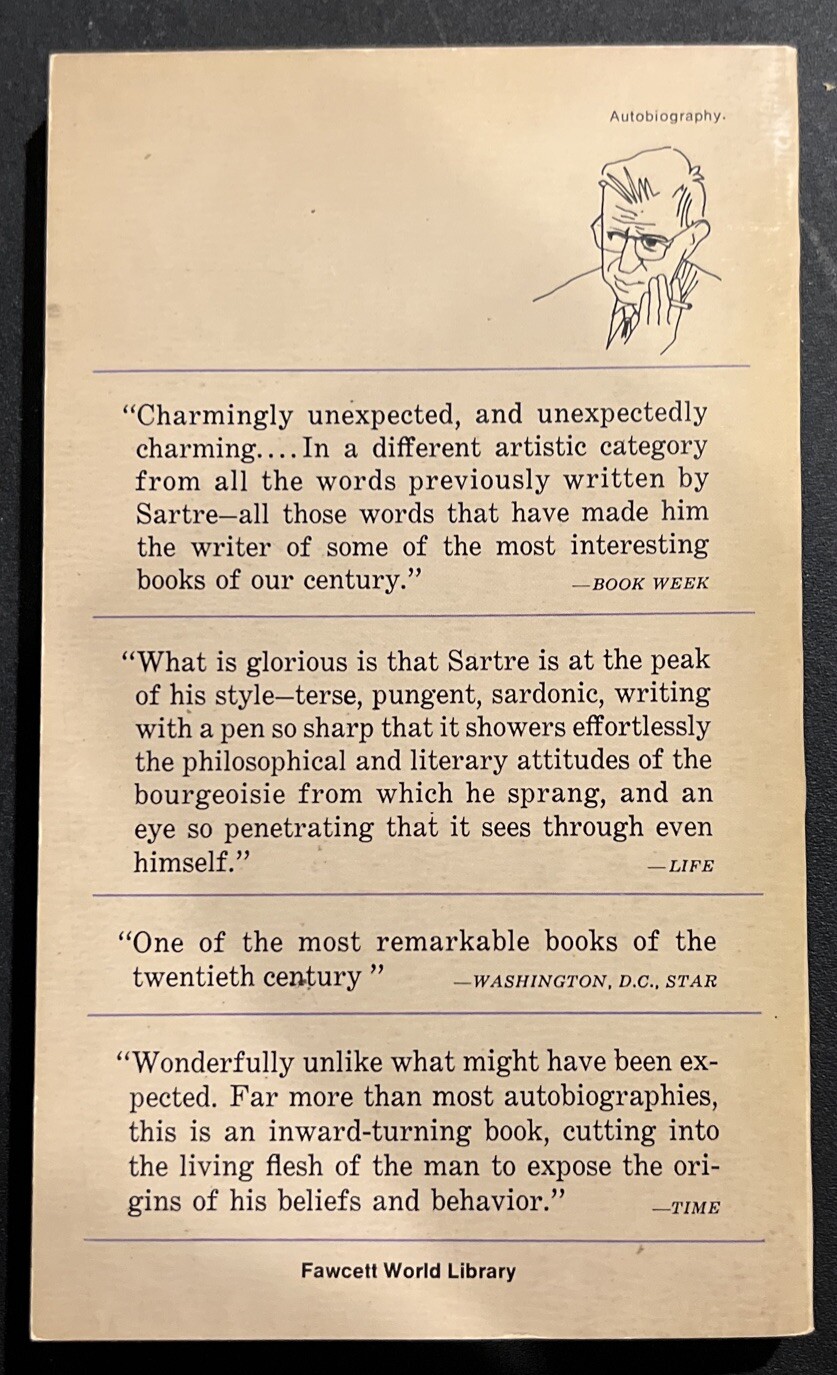 Autobiography.
“Charmingly unexpected, and unexpectedly
charming.... In a different artistic category
from all the words previously written by
Sartre—all those words that have made him
the writer of some of the most interesting
books of our century.” —BOOK WEEK
“What is glorious is that Sartre is at the peak
of his style—terse, pungent, sardonic, writing
with a pen so sharp that it showers effortlessly
the philosophical and literary attitudes of the
bourgeoisie from which he sprang, and an
eye so penetrating that it sees through even
himself.” —LIFE
“One of the most remarkable books of the
twentieth century ” —WASHINGTON, D.C., STAR
“Wonderfully unlike what might have been ex-
pected. Far more than most autobiographies,
this is an inward-turning book, cutting into
the living flesh of the man to expose the ori-
gins of his beliefs and behavior.” —TIME
Fawcett World Library